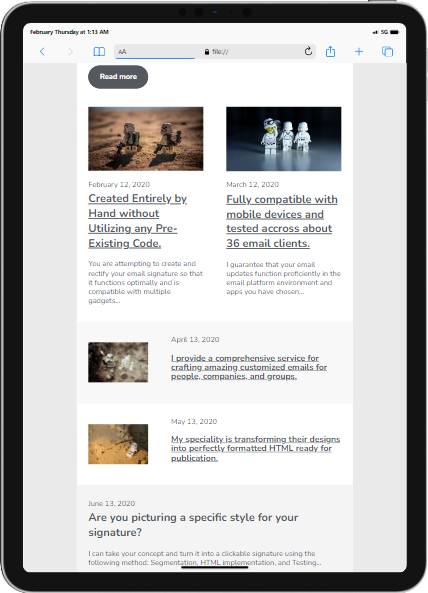 February Thursday at 1:13 AM
5G
AA
file://
Read more
February 12, 2020
Created Entirely by
Hand without
Utilizing any Pre-
Existing Code.
You are attempting to create and
rectify your email signature so that
it functions optimally and is
compatible with multiple
gadgets...
March 12, 2020
Fully compatible with
mobile devices and
tested accross about
36 email clients.
I guarantee that your email
updates function proficiently in the
email platform environment and
apps you have chosen...
April 13, 2020
I provide a comprehensive service for
crafting amazing customized emails for
people, companies, and groups.
May 13, 2020
My speciality is transforming their designs
into perfectly formatted HTML ready for
publication.
June 13, 2020
Are you picturing a specific style for your
signature?
I can take your concept and turn it into a clickable signature using the
following method: Segmentation, HTML implementation, and Testing...